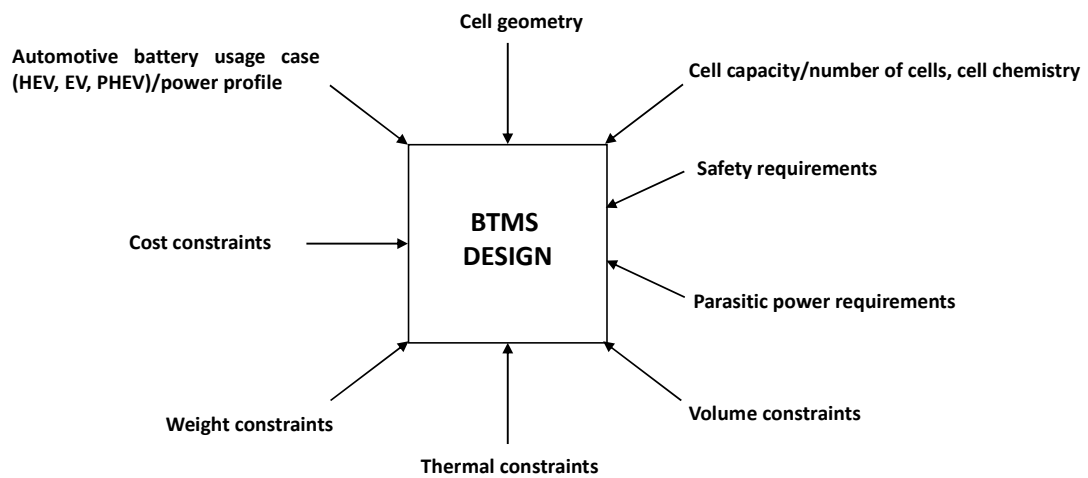 Cell geometry
Automotive battery usage case
(HEV, EV, PHEV)/power profile
Cell capacity/number of cells, cell chemistry
Safety requirements
BTMS
DESIGN
Cost constraints
Parasitic power requirements
Weight constraints
Volume constraints
Thermal constraints